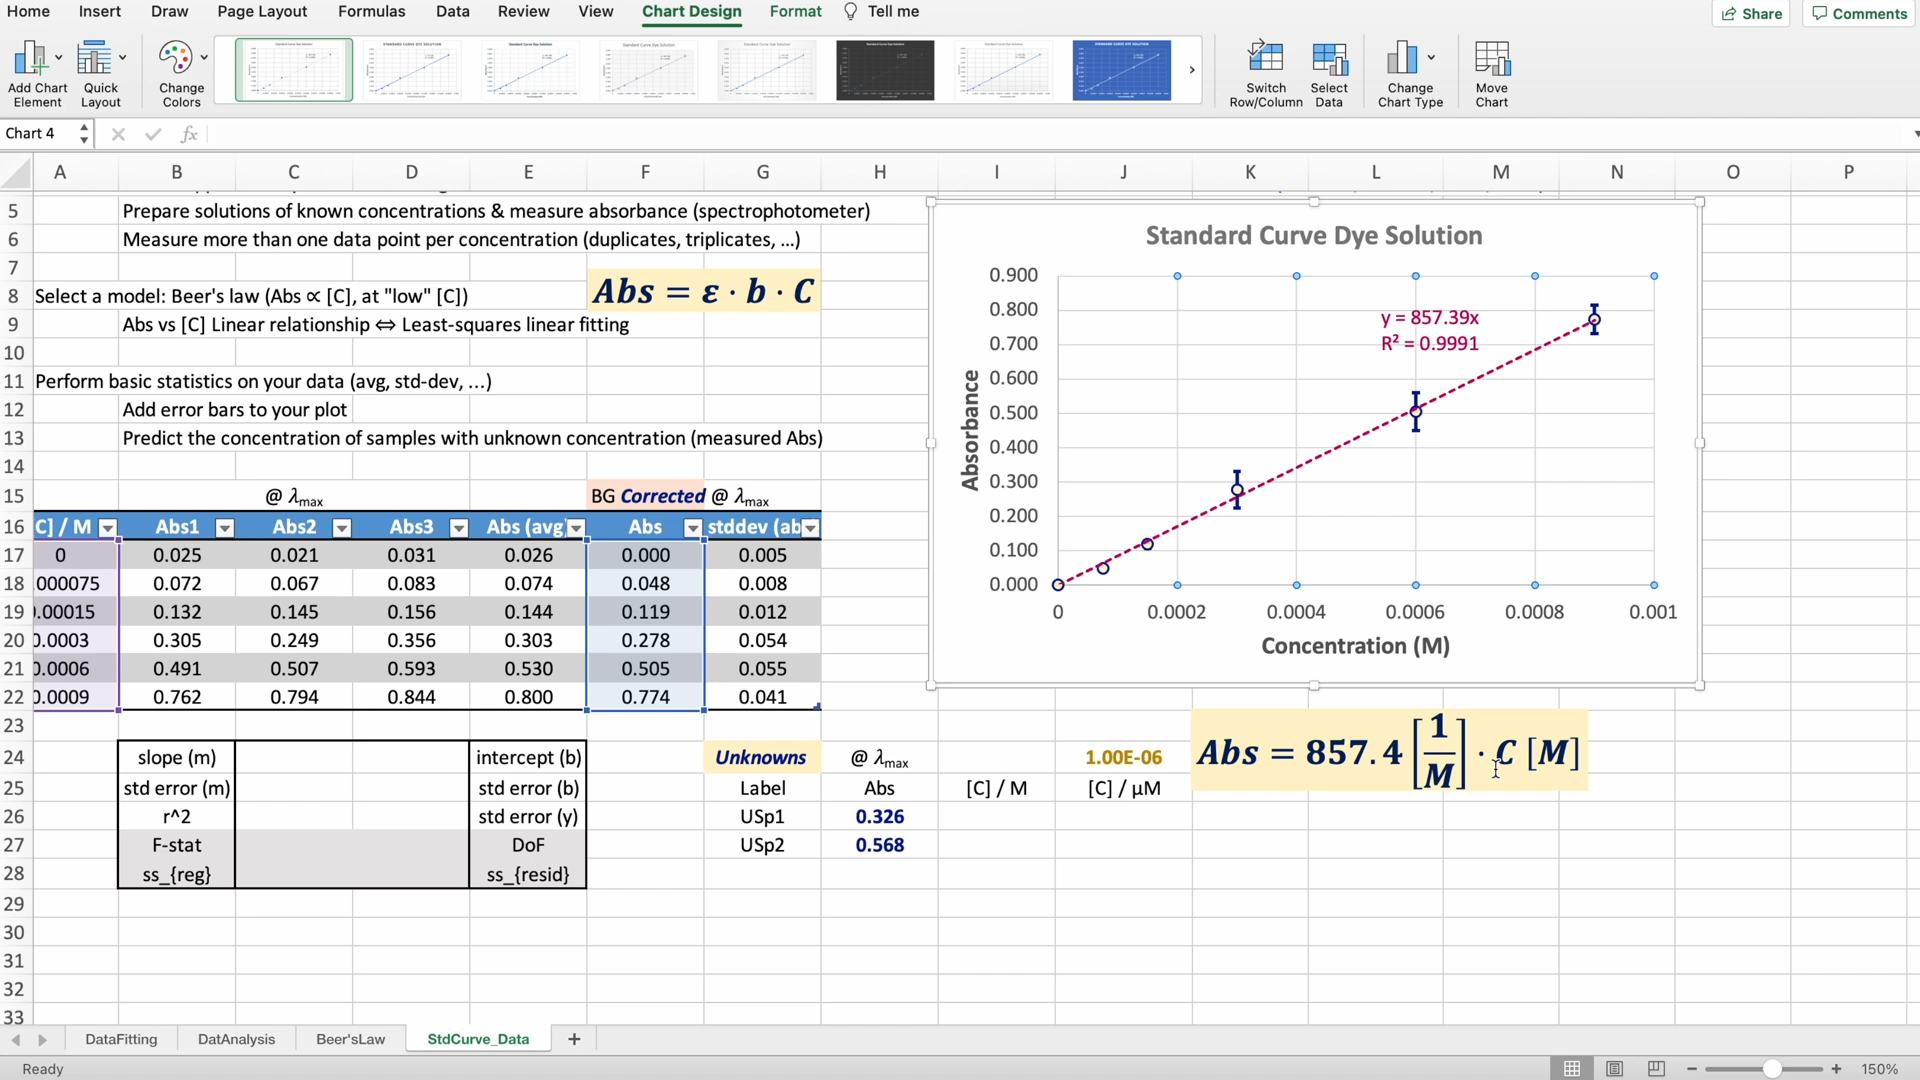 Home Insert Draw Page Layout Formulas Data Review View Chart Design Format Tell me Share Comments
Add Chart Element Quick Layout Change Colors Switch Row/Column Select Data Change Chart Type Move Chart
Chart 4 fx
A B C D E F G H I J K L M N O P
5 Prepare solutions of known concentrations & measure absorbance (spectrophotometer)
6 Measure more than one data point per concentration (duplicates, triplicates, ...)
7
8 Select a model: Beer's law (Abs ∝ [C], at "low" [C]) Abs = ε · b · C
9 Abs vs [C] Linear relationship ⇔ Least-squares linear fitting
10
11 Perform basic statistics on your data (avg, std-dev, ...)
12 Add error bars to your plot
13 Predict the concentration of samples with unknown concentration (measured Abs)
14
15 @ λmax BG Corrected @ λmax
16 C] / M Abs1 Abs2 Abs3 Abs (avg) Abs stddev (ab
17 0 0.025 0.021 0.031 0.026 0.000 0.005
18 000075 0.072 0.067 0.083 0.074 0.048 0.008
19 0.00015 0.132 0.145 0.156 0.144 0.119 0.012
20 0.0003 0.305 0.249 0.356 0.303 0.278 0.054
21 0.0006 0.491 0.507 0.593 0.530 0.505 0.055
22 0.0009 0.762 0.794 0.844 0.800 0.774 0.041
Standard Curve Dye Solution
0.900
0.800
0.700
0.600
0.500
0.400
0.300
0.200
0.100
0.000
Absorbance
y = 857.39x
R² = 0.9991
0 0.0002 0.0004 0.0006 0.0008 0.001
Concentration (M)
23
24 slope (m) intercept (b) Unknowns @ λmax 1.00E-06 Abs = 857.4 [1/M] · C [M]
25 std error (m) std error (b) Label Abs [C] / M [C] / μM
26 r^2 std error (y) USp1 0.326
27 F-stat DoF USp2 0.568
28 ss_{reg} ss_{resid}
29
30
31
32
33
DataFitting DatAnalysis Beer'sLaw StdCurve_Data +
Ready 150%